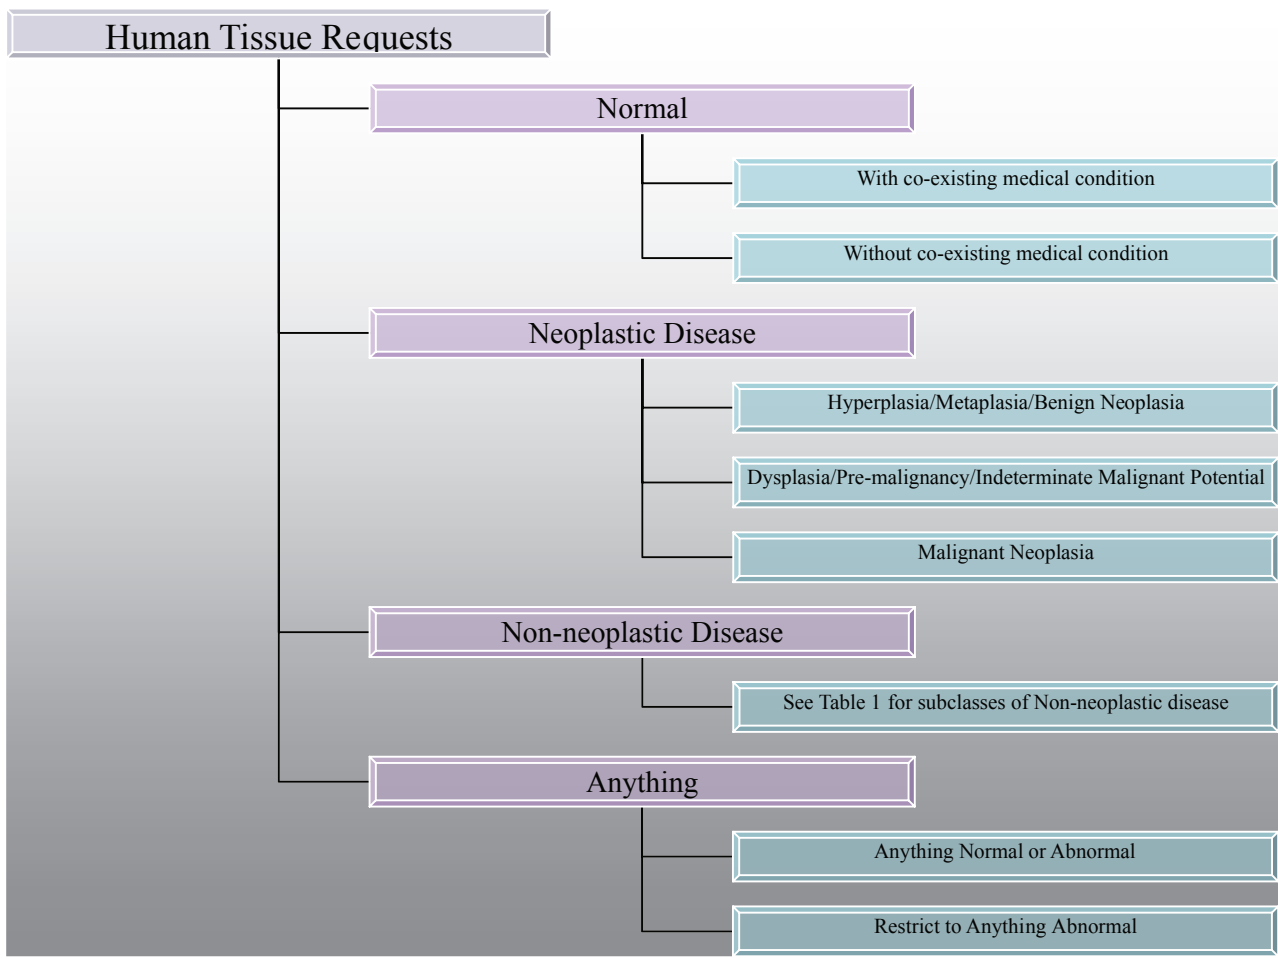 Human Tissue Requests
Normal
With co-existing medical condition
Without co-existing medical condition
Neoplastic Disease
Hyperplasia/Metaplasia/Benign Neoplasia
Dysplasia/Pre-malignancy/Indeterminate Malignant Potential
Malignant Neoplasia
Non-neoplastic Disease
See Table 1 for subclasses of Non-neoplastic disease
Anything
Anything Normal or Abnormal
Restrict to Anything Abnormal